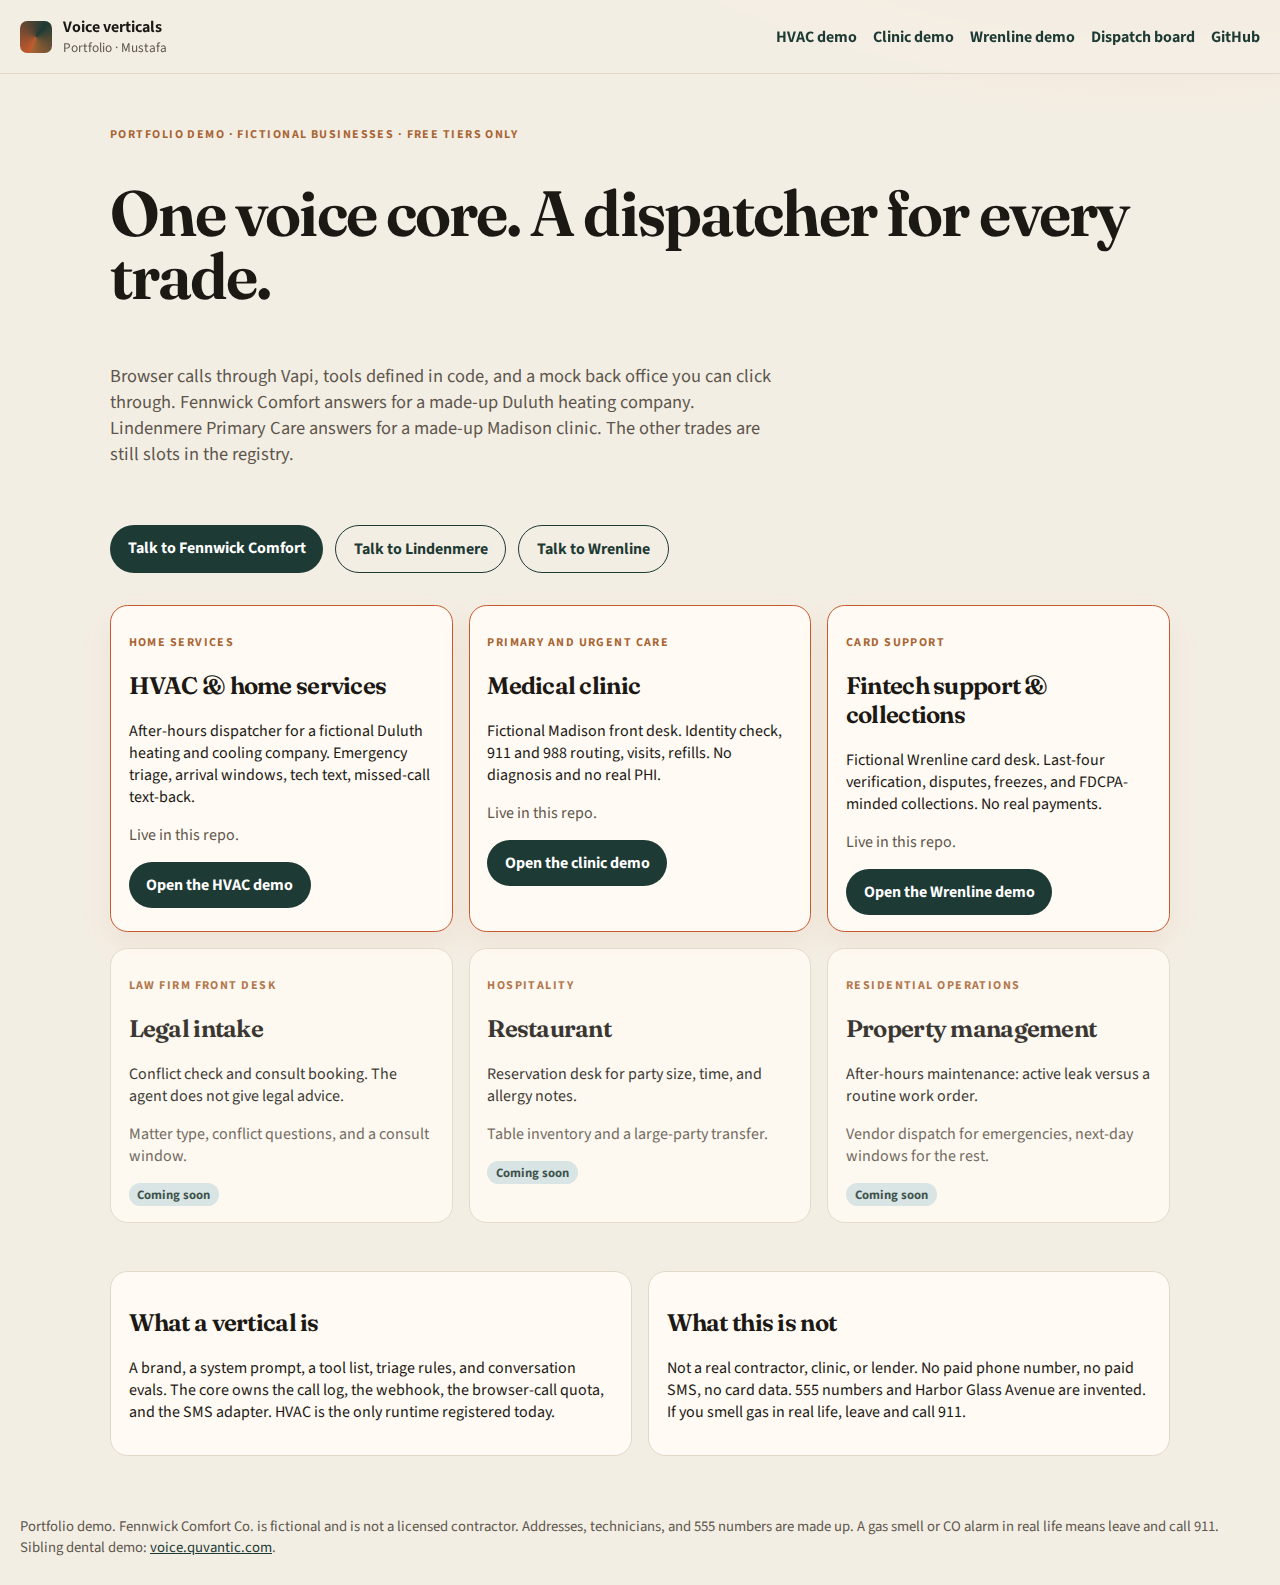 Voice verticals
Portfolio · Mustafa
HVAC demo Clinic demo Wrenline demo Dispatch board GitHub
PORTFOLIO DEMO · FICTIONAL BUSINESSES · FREE TIERS ONLY
One voice core. A dispatcher for every
trade.
Browser calls through Vapi, tools defined in code, and a mock back office you can click
through. Fennwick Comfort answers for a made-up Duluth heating company.
Lindenmere Primary Care answers for a made-up Madison clinic. The other trades are
still slots in the registry.
Talk to Fennwick Comfort
Talk to Lindenmere
Talk to Wrenline
HOME SERVICES
HVAC & home services
After-hours dispatcher for a fictional Duluth
heating and cooling company. Emergency
triage, arrival windows, tech text, missed-call
text-back.
Live in this repo.
Open the HVAC demo
PRIMARY AND URGENT CARE
Medical clinic
Fictional Madison front desk. Identity check,
911 and 988 routing, visits, refills. No
diagnosis and no real PHI.
Live in this repo.
Open the clinic demo
CARD SUPPORT
Fintech support &
collections
Fictional Wrenline card desk. Last-four
verification, disputes, freezes, and FDCPA-
minded collections. No real payments.
Live in this repo.
Open the Wrenline demo
LAW FIRM FRONT DESK
Legal intake
Conflict check and consult booking. The
agent does not give legal advice.
Matter type, conflict questions, and a consult
window.
Coming soon
HOSPITALITY
Restaurant
Reservation desk for party size, time, and
allergy notes.
Table inventory and a large-party transfer.
Coming soon
RESIDENTIAL OPERATIONS
Property management
After-hours maintenance: active leak versus a
routine work order.
Vendor dispatch for emergencies, next-day
windows for the rest.
Coming soon
What a vertical is
A brand, a system prompt, a tool list, triage rules, and conversation
evals. The core owns the call log, the webhook, the browser-call quota,
and the SMS adapter. HVAC is the only runtime registered today.
What this is not
Not a real contractor, clinic, or lender. No paid phone number, no paid
SMS, no card data. 555 numbers and Harbor Glass Avenue are invented.
If you smell gas in real life, leave and call 911.
Portfolio demo. Fennwick Comfort Co. is fictional and is not a licensed contractor. Addresses, technicians, and 555 numbers are made up. A gas smell or CO alarm in real life means leave and call 911.
Sibling dental demo: voice.quvantic.com.